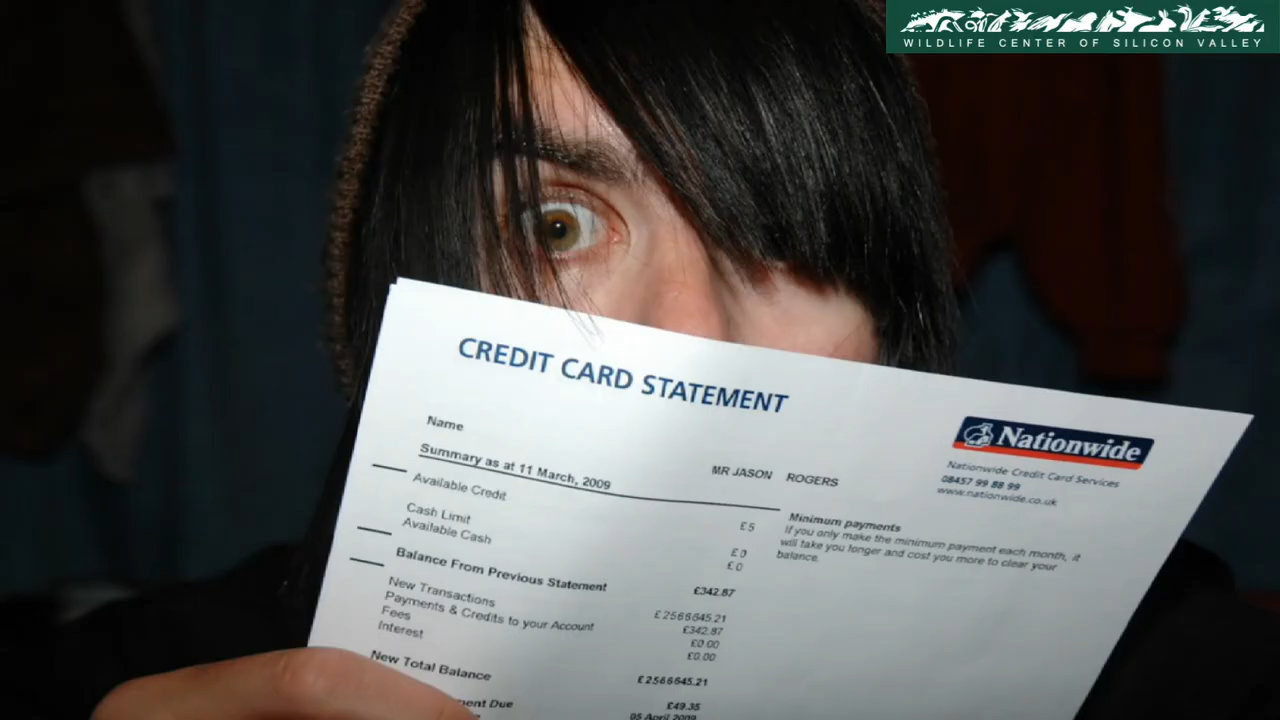 WILDLIFE CENTER OF SILICON VALLEY
CREDIT CARD STATEMENT
Nationwide
Nationwide Credit Card Services
08457 99 88 99
www.nationwide.co.uk
Name MR JASON ROGERS
Summary as at 11 March, 2009
Available Credit £5
Cash Limit £0
Available Cash £0
Minimum payments
If you only make the minimum payment each month, it
will take you longer and cost you more to clear your
balance.
Balance From Previous Statement £342.87
New Transactions £2566645.21
Payments & Credits to your Account £342.87
Fees £0.00
Interest £0.00
New Total Balance £2566645.21
Due £49.35
05 April 2009